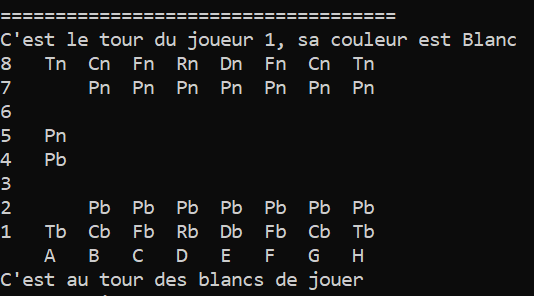 ====================================
C'est le tour du joueur 1, sa couleur est Blanc
8   Tn  Cn  Fn  Rn  Dn  Fn  Cn  Tn
7       Pn  Pn  Pn  Pn  Pn  Pn  Pn
6
5   Pn
4   Pb
3
2       Pb  Pb  Pb  Pb  Pb  Pb  Pb
1   Tb  Cb  Fb  Rb  Db  Fb  Cb  Tb
    A   B   C   D   E   F   G   H
C'est au tour des blancs de jouer